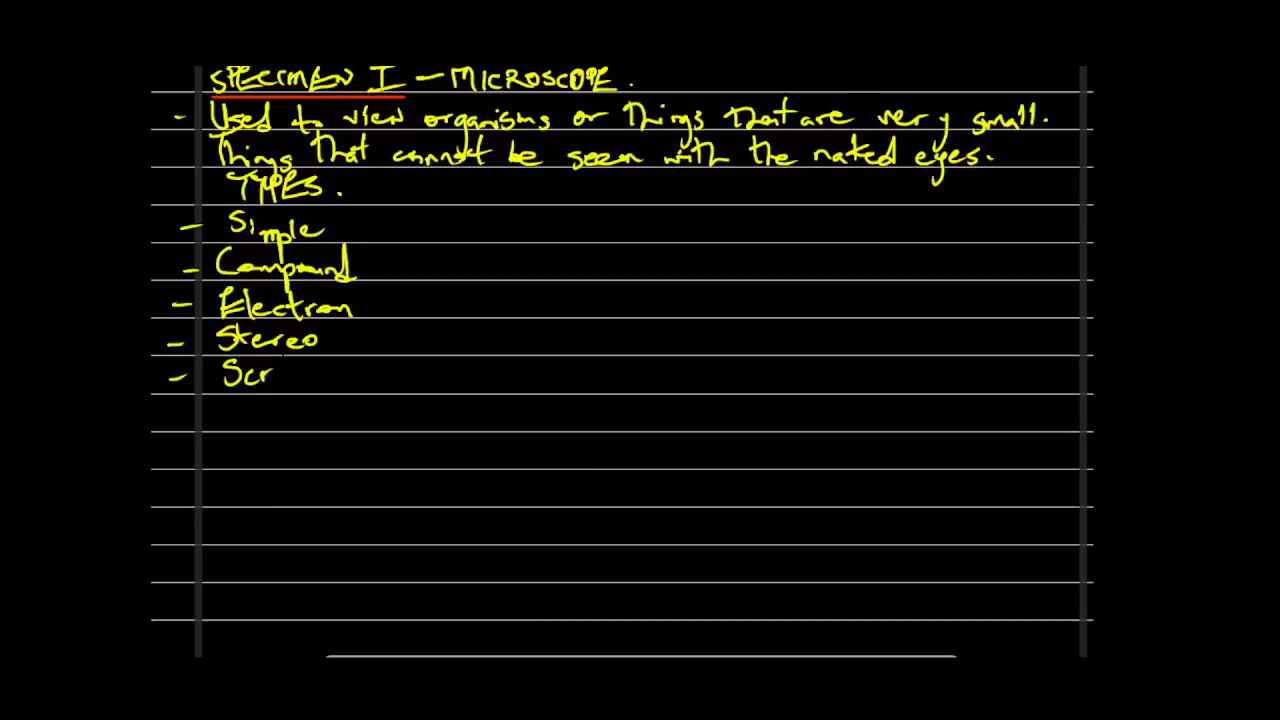 SPECIMEN I - MICROSCOPE.
- Used to view organisms or things that are very small.
Things that cannot be seen with the naked eyes.
TYPES.
- Simple
- Compound
- Electron
- Stereo
- Scr